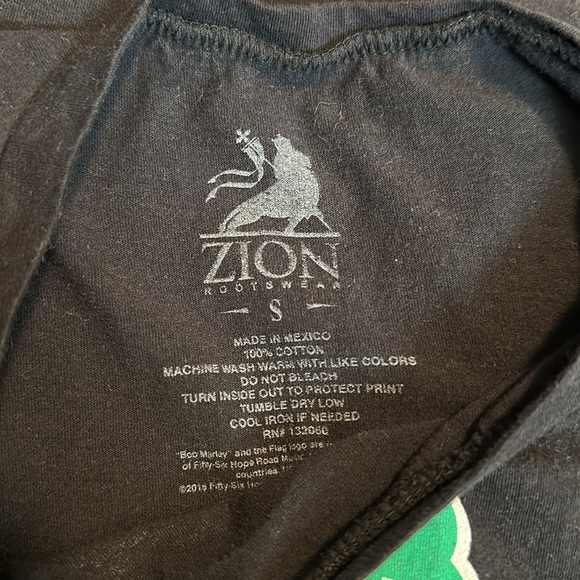 ZION
ROOTSWEAR
S
MADE IN MEXICO
100% COTTON
MACHINE WASH WARM WITH LIKE COLORS
DO NOT BLEACH
TURN INSIDE OUT TO PROTECT PRINT
TUMBLE DRY LOW
COOL IRON IF NEEDED
RN# 132060
"Bob Marley" and the Flag logo are
of Fifty-Six Hope Road Music
countries.
©2015 Fifty-Six